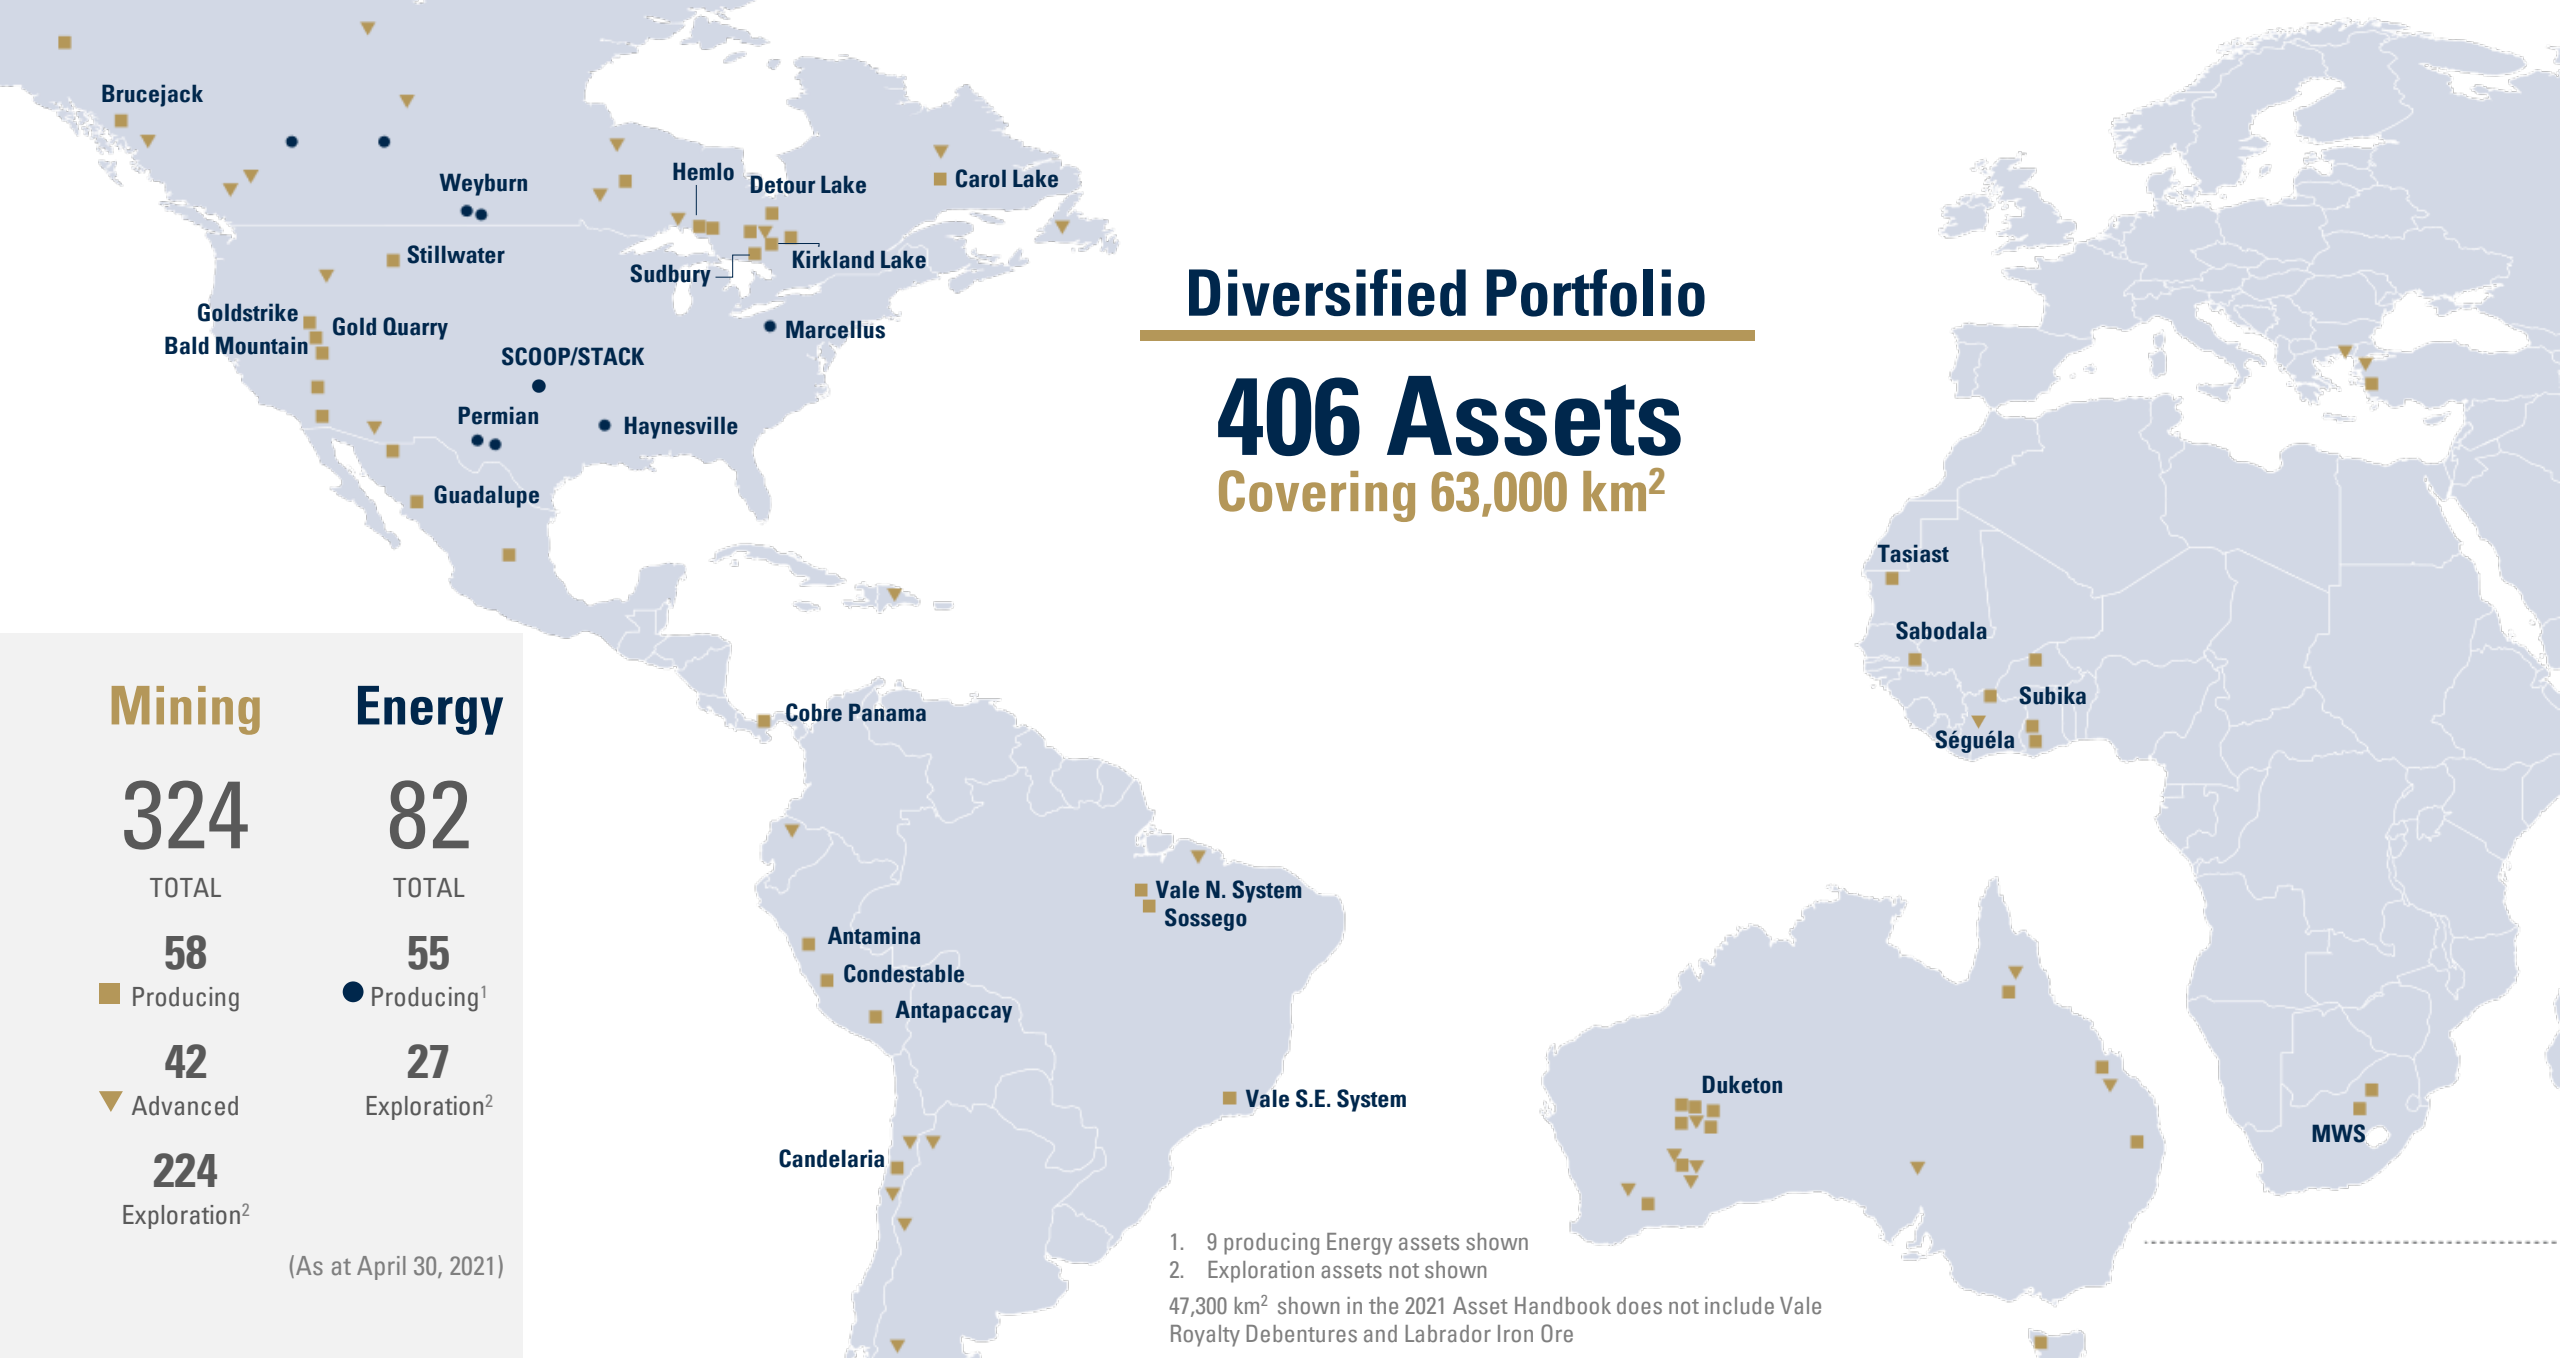 Diversified Portfolio
406 Assets
Covering 63,000 km²
Brucejack
Weyburn
Hemlo
Detour Lake
Carol Lake
Stillwater
Sudbury
Kirkland Lake
Goldstrike
Gold Quarry
Bald Mountain
Marcellus
SCOOP/STACK
Permian
Haynesville
Guadalupe
Cobre Panama
Vale N. System
Sossego
Antamina
Condestable
Antapaccay
Vale S.E. System
Candelaria
Tasiast
Sabodala
Subika
Séguéla
Duketon
MWS
Mining
324
TOTAL
58
Producing
42
Advanced
224
Exploration²
Energy
82
TOTAL
55
Producing¹
27
Exploration²
(As at April 30, 2021)
1. 9 producing Energy assets shown
2. Exploration assets not shown
47,300 km² shown in the 2021 Asset Handbook does not include Vale
Royalty Debentures and Labrador Iron Ore